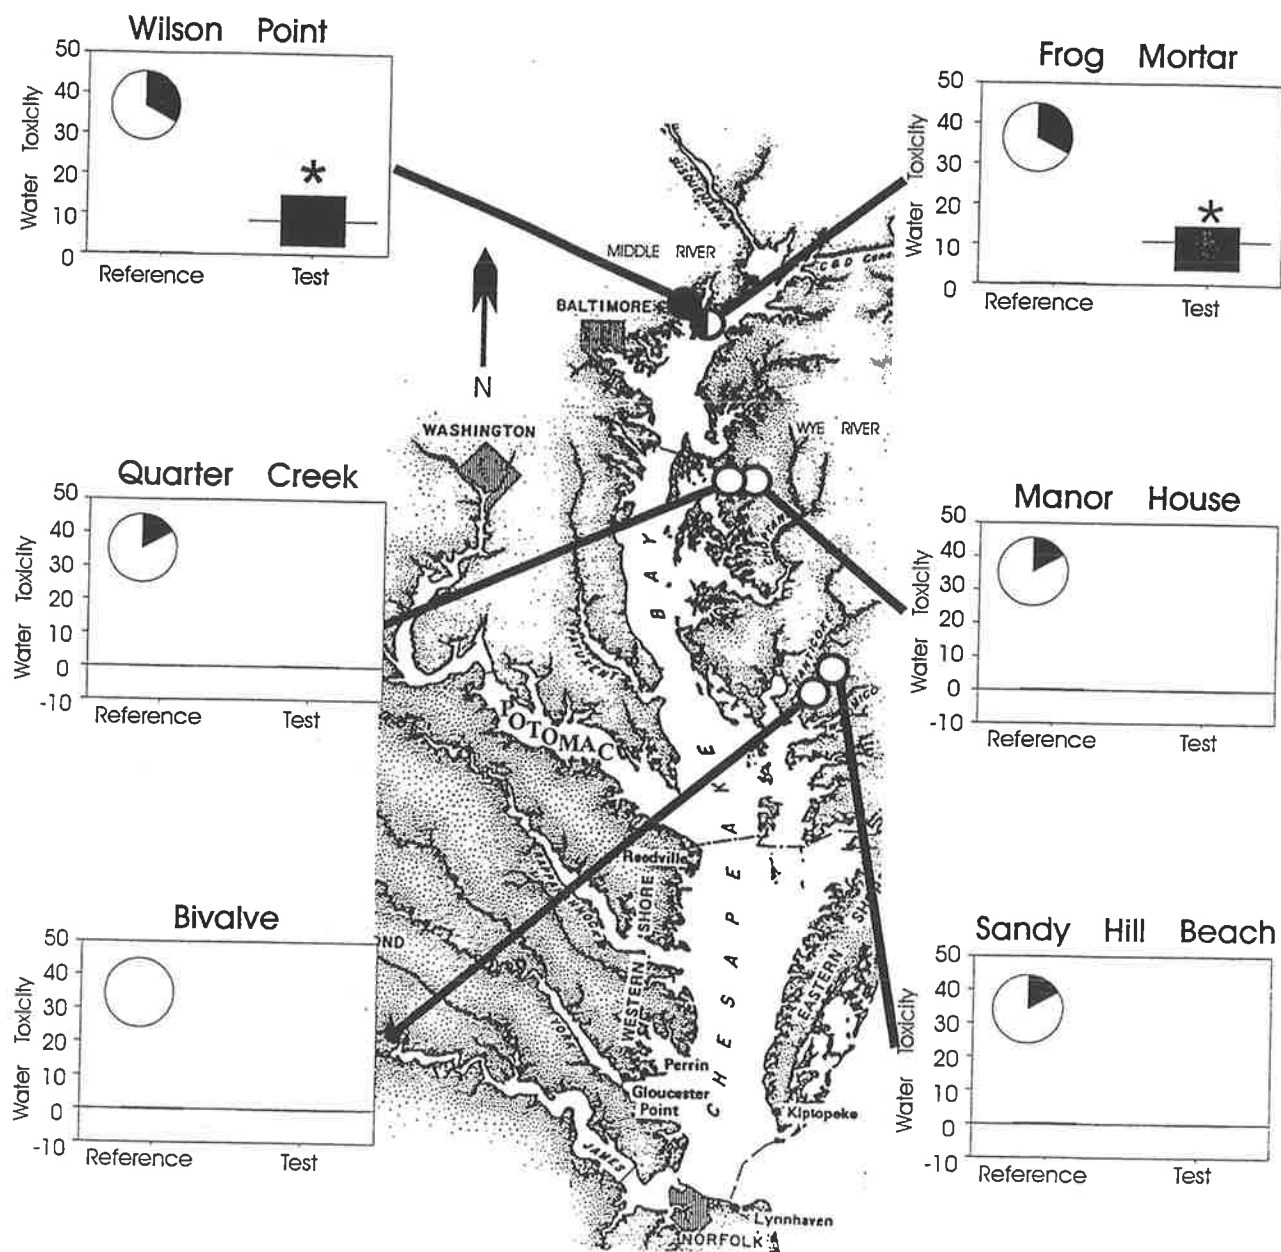 Wilson Point
50
40
30
20
10
0
Water Toxicity
*
Reference Test
Frog Mortar
50
40
30
20
10
0
Water Toxicity
*
Reference Test
SUSQUEHANNA
MIDDLE RIVER
C & D Canal
BALTIMORE
N
WASHINGTON
WYE RIVER
Quarter Creek
50
40
30
20
10
0
-10
Water Toxicity
Reference Test
Manor House
50
40
30
20
10
0
-10
Water Toxicity
Reference Test
PATUXENT
POTOMAC
CHESAPEAKE BAY
Reedville
WESTERN SHORE
EASTERN
YORK
Perrin
Gloucester
Point
Kiptopeke
JAMES
Lynnhaven
NORFOLK
Bivalve
50
40
30
20
10
0
-10
Water Toxicity
Reference Test
OND
Sandy Hill Beach
50
40
30
20
10
0
-10
Water Toxicity
Reference Test